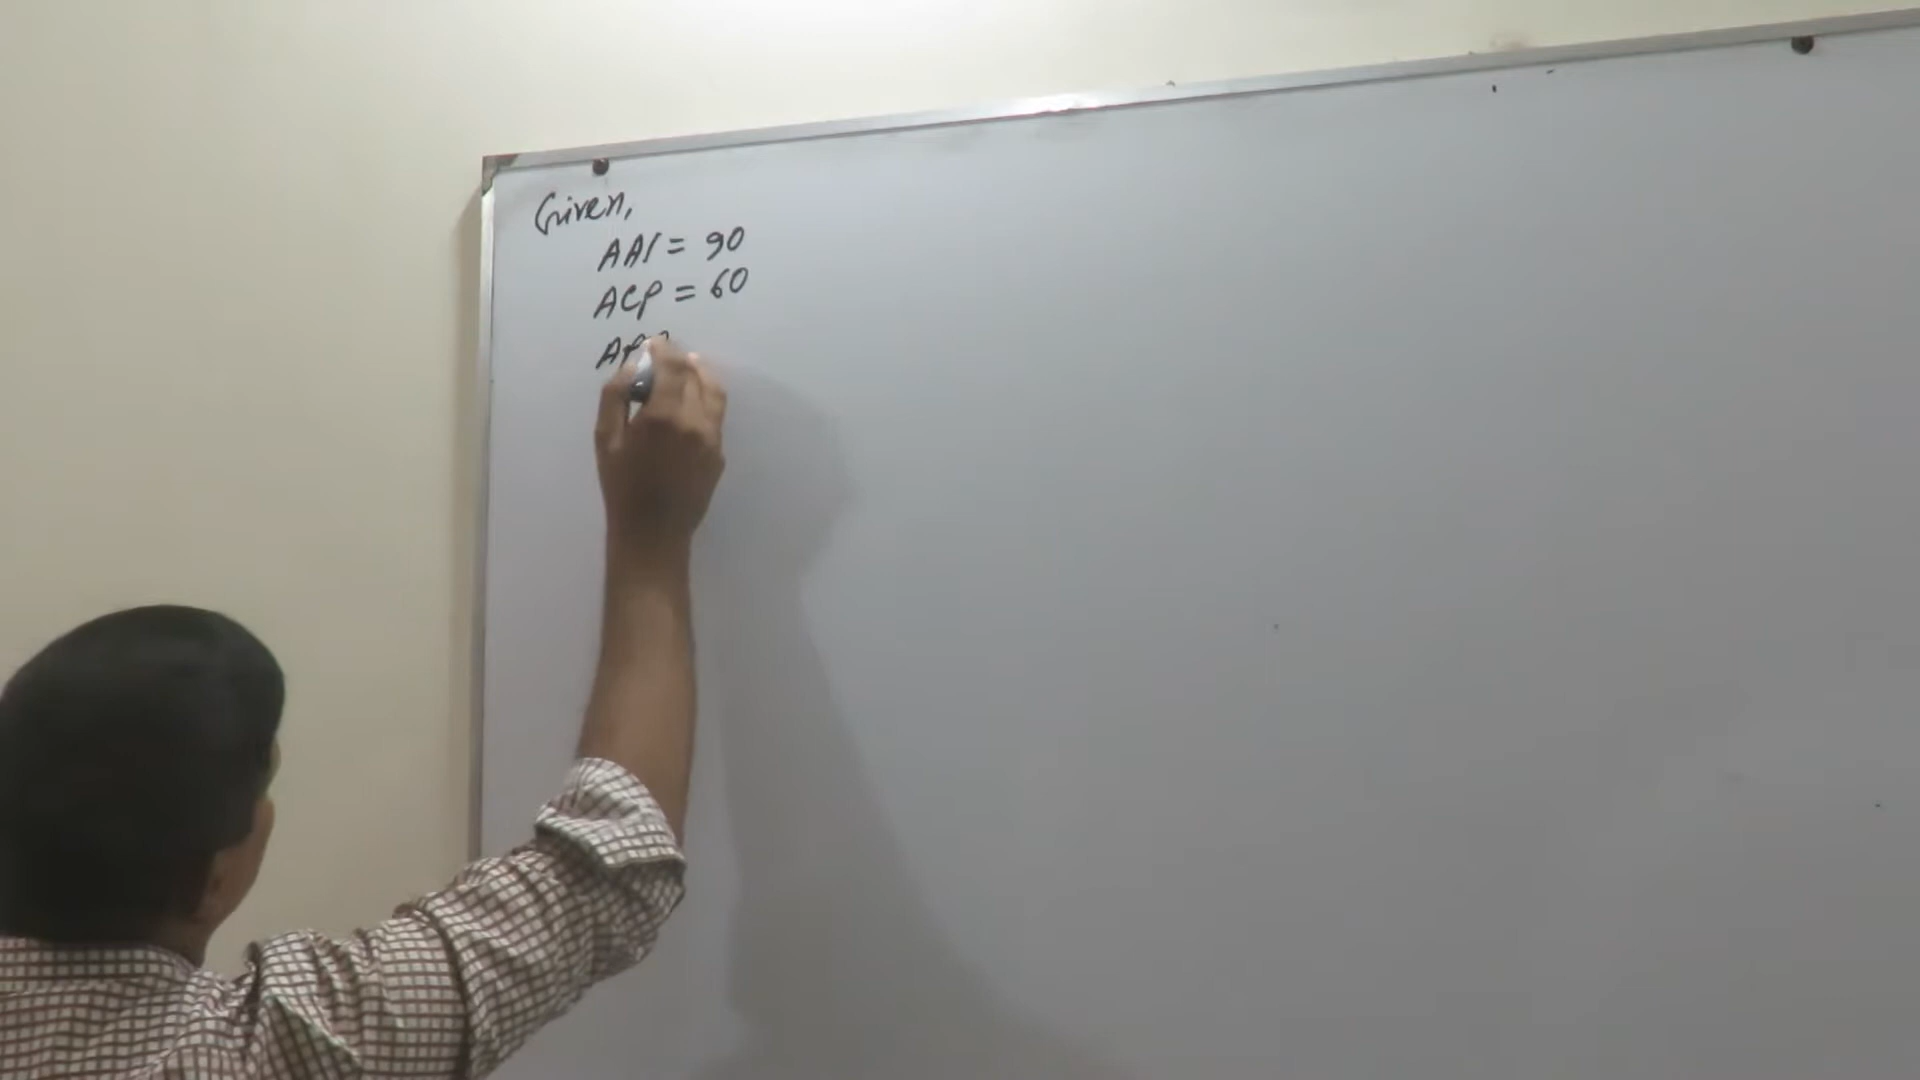 Given,
AAI = 90
ACP = 60